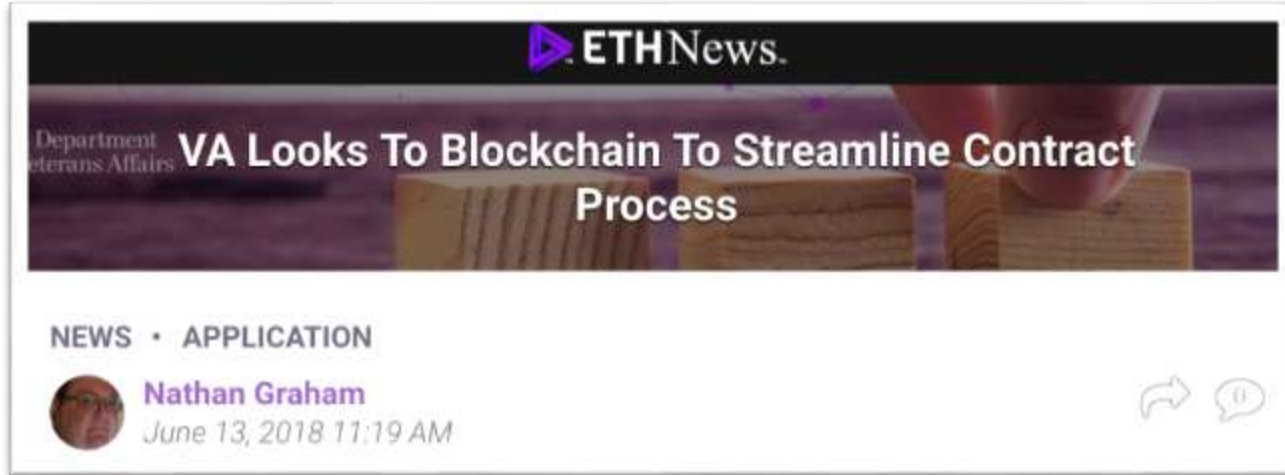 ETHNews.
Department
eterans Affairs
VA Looks To Blockchain To Streamline Contract
Process
NEWS • APPLICATION
Nathan Graham
June 13, 2018 11:19 AM
0